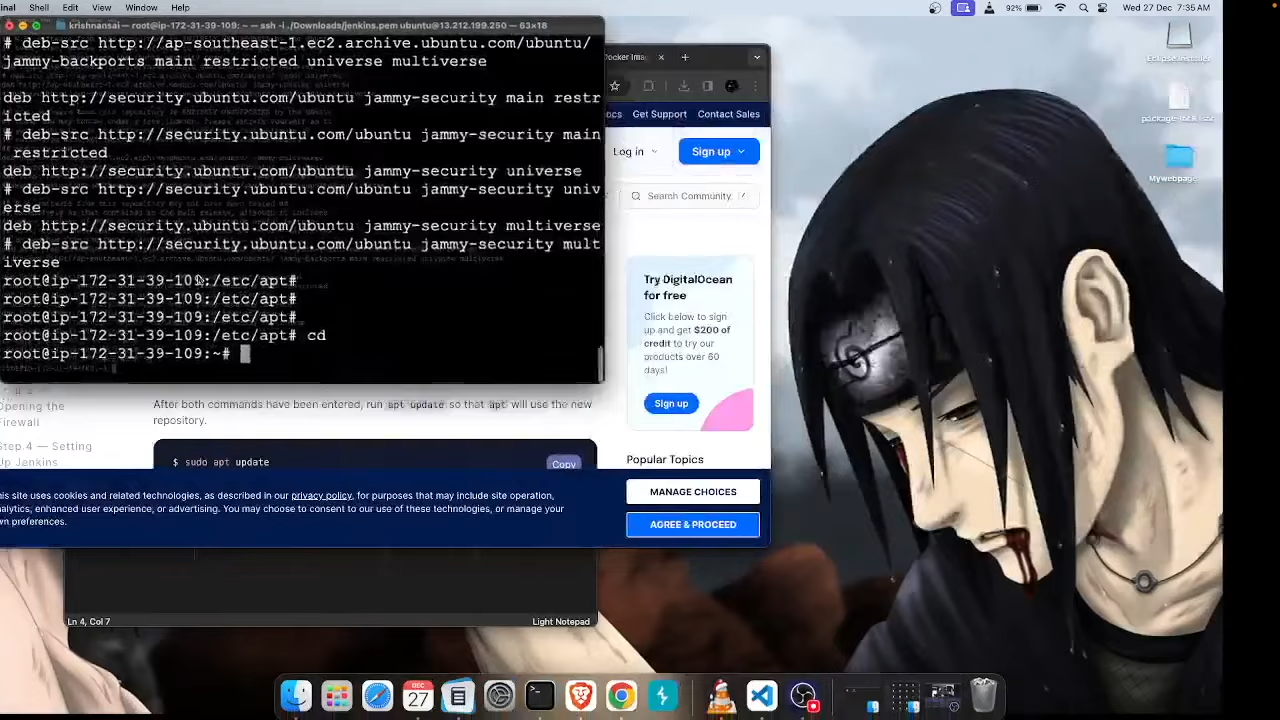 Shell Edit View Window Help
92% Wed 27 Dec 7:35 AM
krishnansai — root@ip-172-31-39-109: ~ — ssh -i ./Downloads/jenkins.pem ubuntu@13.212.199.250 — 63×18
# deb-src http://ap-southeast-1.ec2.archive.ubuntu.com/ubuntu/
jammy-backports main restricted universe multiverse
deb http://security.ubuntu.com/ubuntu jammy-security main restr
icted
# deb-src http://security.ubuntu.com/ubuntu jammy-security main
restricted
deb http://security.ubuntu.com/ubuntu jammy-security universe
# deb-src http://security.ubuntu.com/ubuntu jammy-security univ
erse
deb http://security.ubuntu.com/ubuntu jammy-security multiverse
# deb-src http://security.ubuntu.com/ubuntu jammy-security mult
iverse
root@ip-172-31-39-109:/etc/apt#
root@ip-172-31-39-109:/etc/apt#
root@ip-172-31-39-109:/etc/apt#
root@ip-172-31-39-109:/etc/apt# cd
root@ip-172-31-39-109:~#
Get Support Contact Sales
Log in Sign up
Search Community /
Try DigitalOcean
for free
Click below to sign
up and get $200 of
credit to try our
products over 60
days!
Sign up
Popular Topics
Opening the
Firewall
Step 4 — Setting
Up Jenkins
After both commands have been entered, run apt update so that apt will use the new
repository.
$ sudo apt update
Copy
his site uses cookies and related technologies, as described in our privacy policy, for purposes that may include site operation,
nalytics, enhanced user experience, or advertising. You may choose to consent to our use of these technologies, or manage your
wn preferences.
MANAGE CHOICES
AGREE & PROCEED
Ln 4, Col 7 Light Notepad
Eclipse Installer
Mywebpage
DEC
27